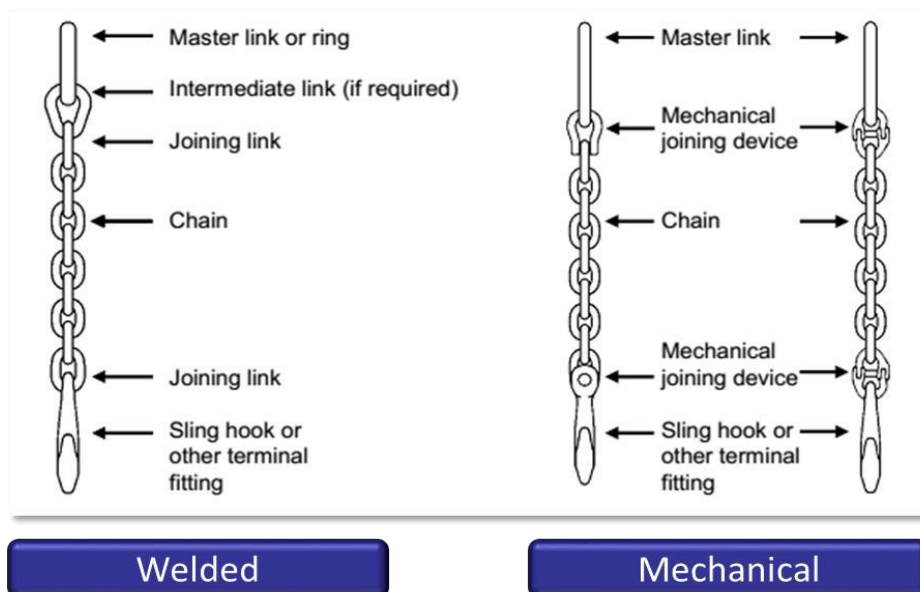 Master link or ring
Intermediate link (if required)
Joining link
Chain
Joining link
Sling hook or
other terminal
fitting
Master link
Mechanical
joining device
Chain
Mechanical
joining device
Sling hook or
other terminal
fitting
Welded
Mechanical